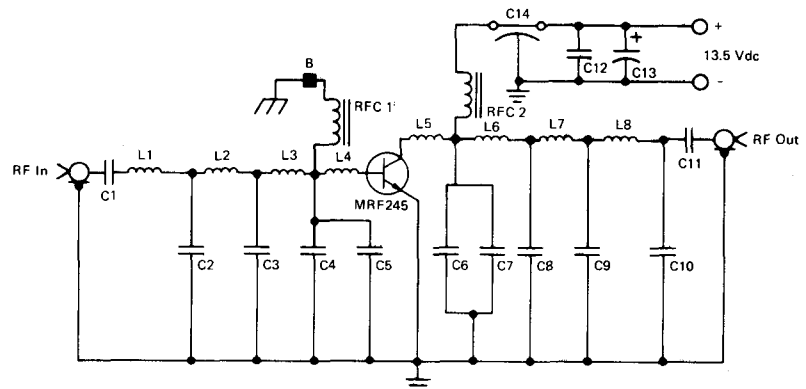 C14
+
B
+
C12
C13
13.5 Vdc
-
RFC 1
RFC 2
L5
L6
L7
L8
RF In
L1
L2
L3
L4
C11
RF Out
C1
MRF245
C2
C3
C4
C5
C6
C7
C8
C9
C10